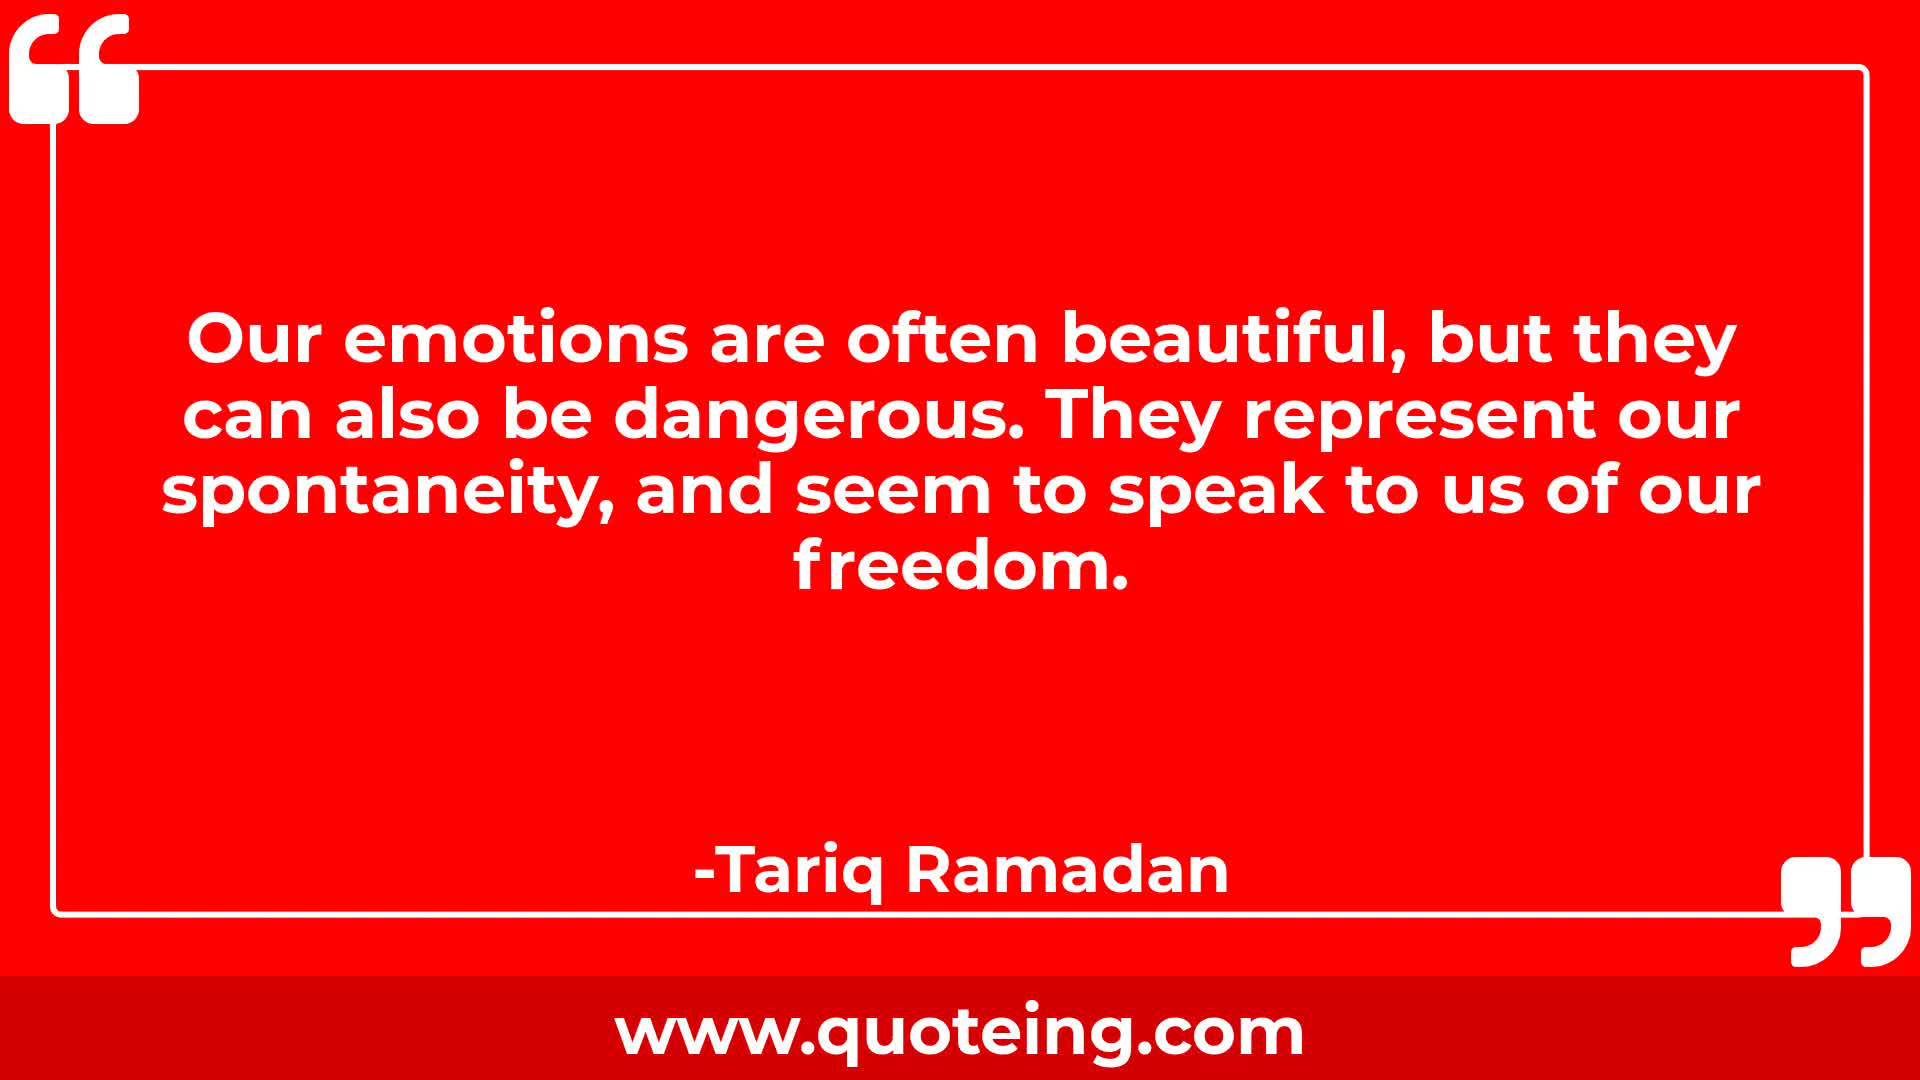 Our emotions are often beautiful, but they
can also be dangerous. They represent our
spontaneity, and seem to speak to us of our
freedom.
-Tariq Ramadan
www.quoteing.com